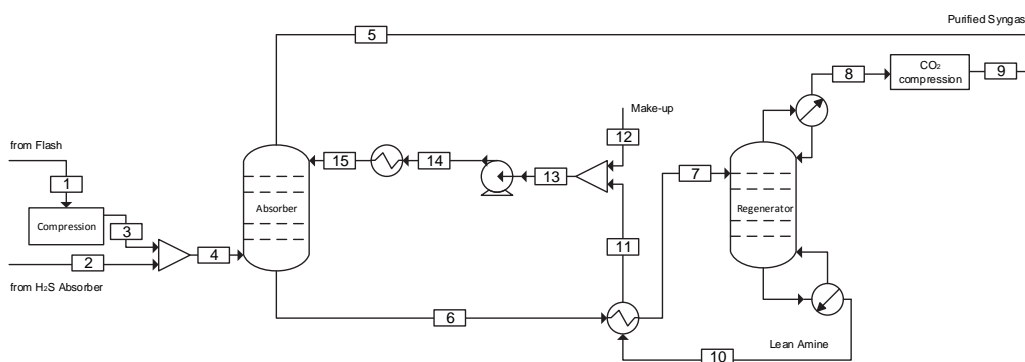 Purified Syngas
5
CO₂
compression
8
9
Make-up
12
from Flash
15
14
13
7
1
Absorber
Regenerator
Compression
3
11
4
2
from H₂S Absorber
6
Lean Amine
10